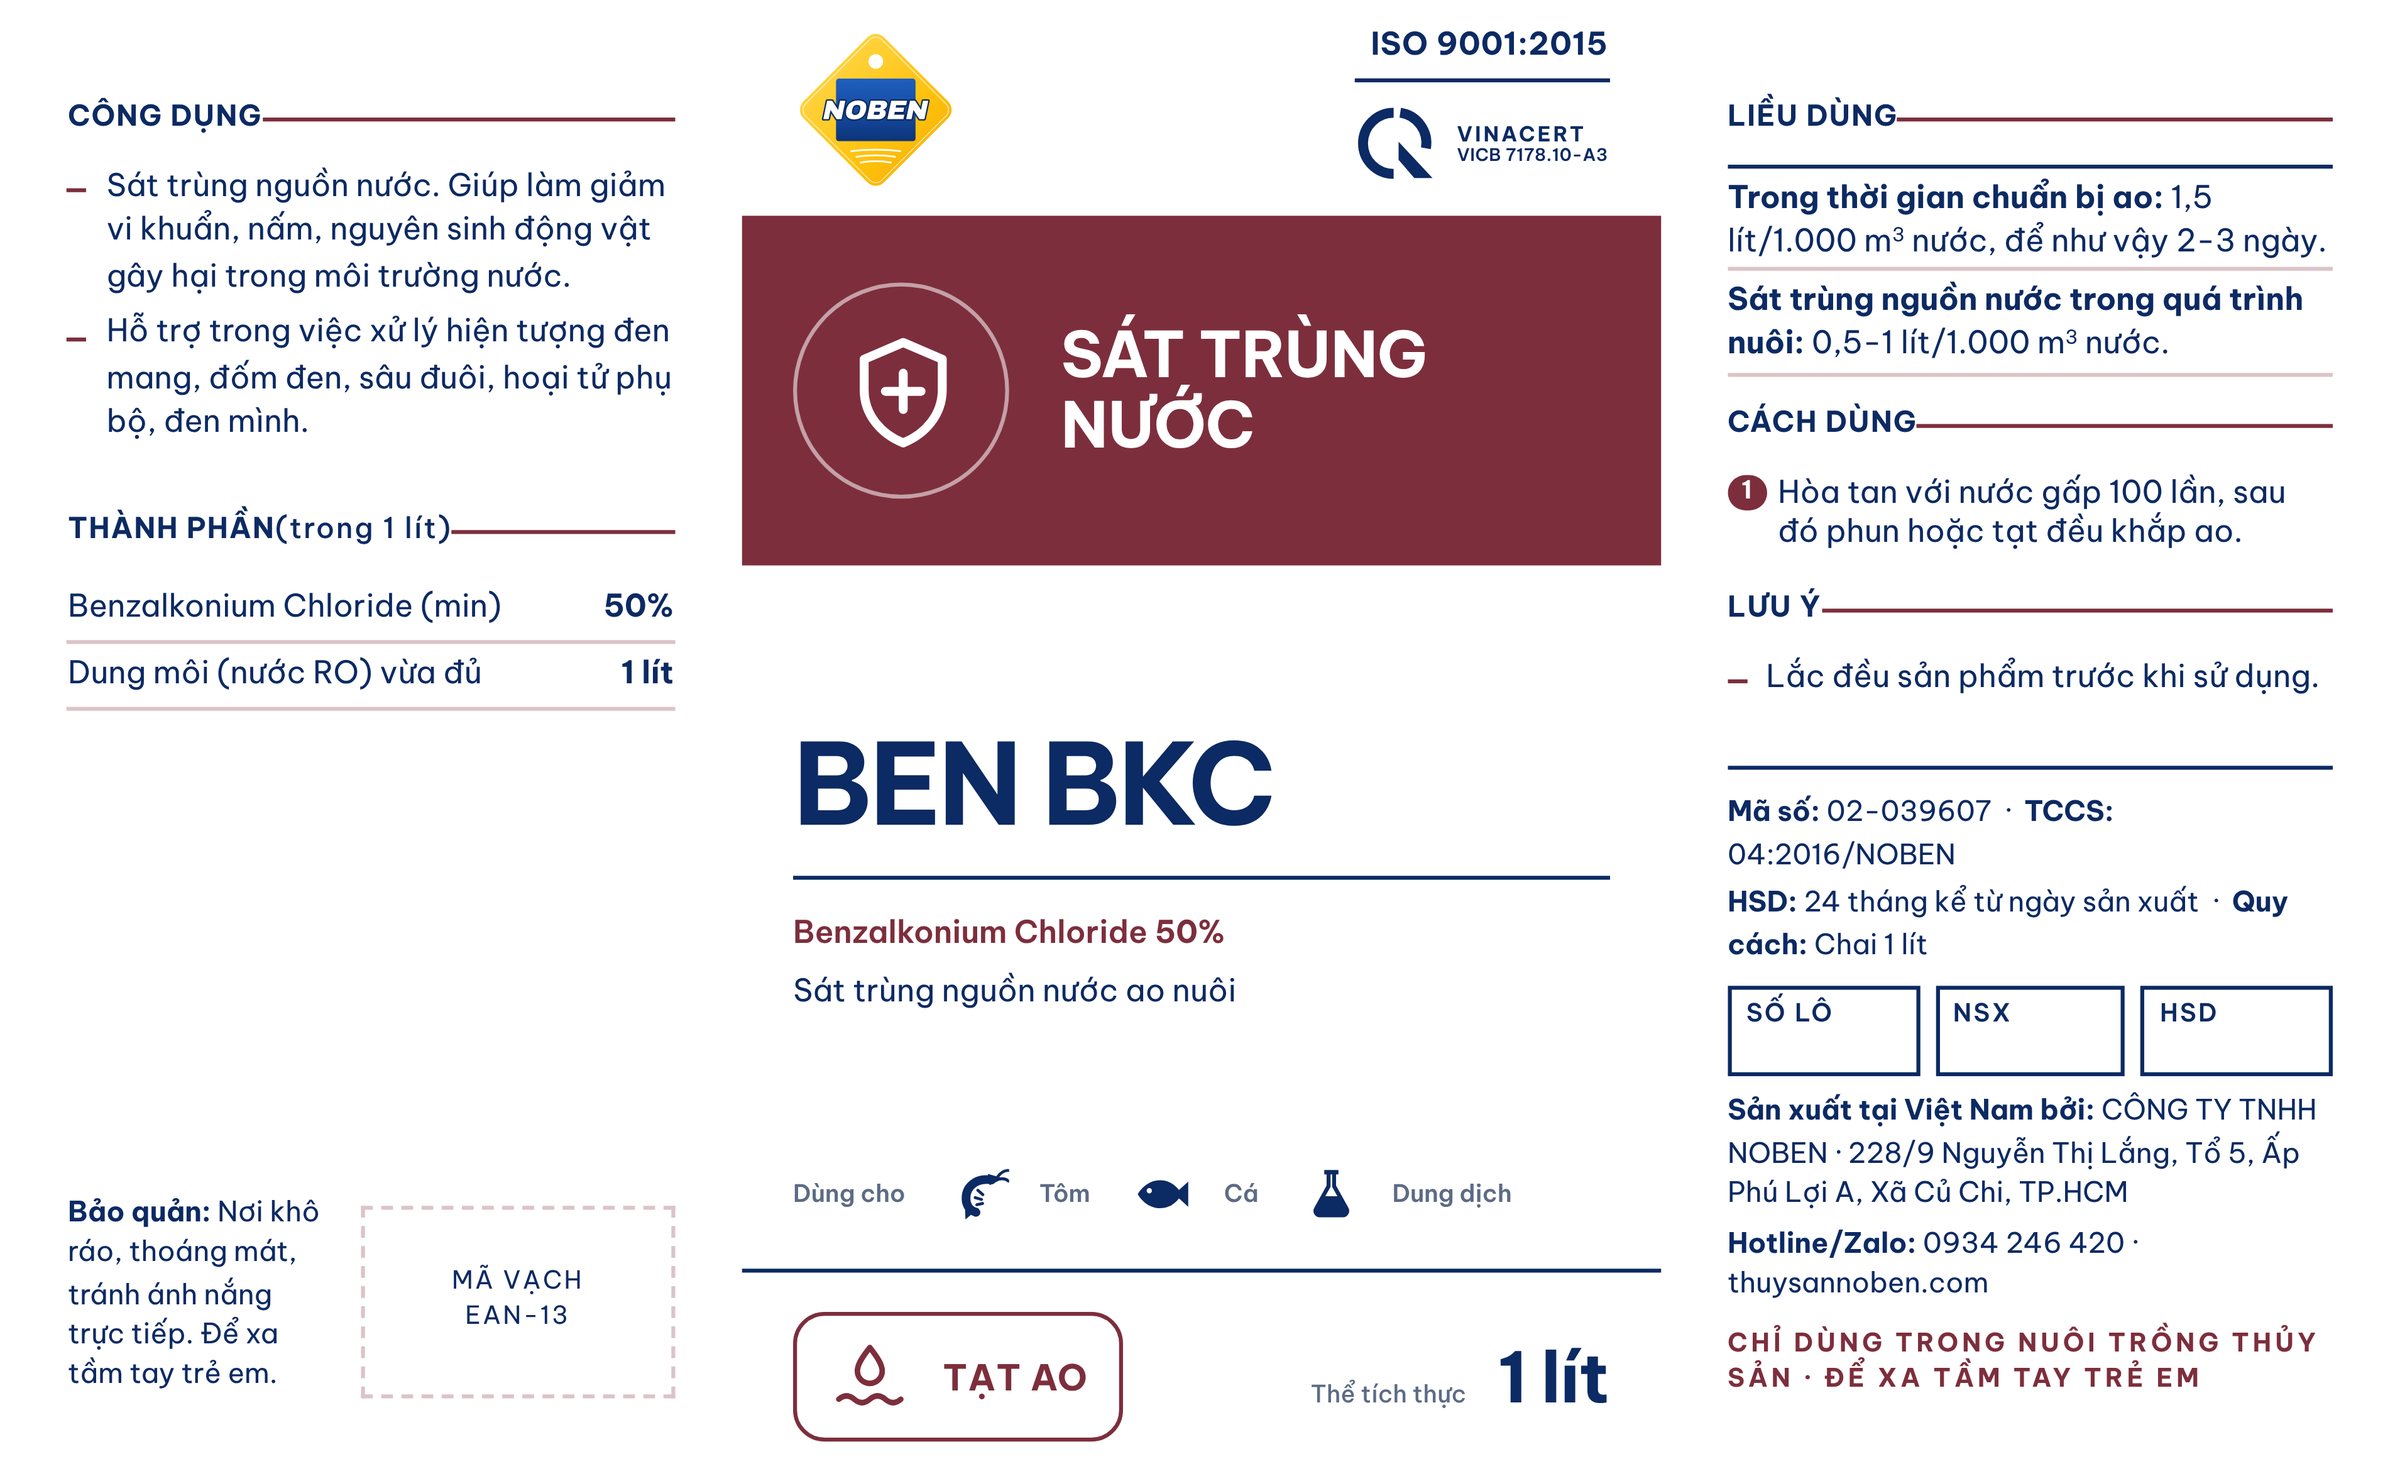 CÔNG DỤNG
Sát trùng nguồn nước. Giúp làm giảm
vi khuẩn, nấm, nguyên sinh động vật
gây hại trong môi trường nước.
Hỗ trợ trong việc xử lý hiện tượng đen
mang, đốm đen, sâu đuôi, hoại tử phụ
bộ, đen mình.
THÀNH PHẦN(trong 1 lít)
Benzalkonium Chloride (min) 50%
Dung môi (nước RO) vừa đủ 1 lít
Bảo quản: Nơi khô
ráo, thoáng mát,
tránh ánh nắng
trực tiếp. Để xa
tầm tay trẻ em.
MÃ VẠCH
EAN-13
NOBEN
ISO 9001:2015
VINACERT
VICB 7178.10-A3
SÁT TRÙNG
NƯỚC
BEN BKC
Benzalkonium Chloride 50%
Sát trùng nguồn nước ao nuôi
Dùng cho Tôm Cá Dung dịch
TẠT AO
Thể tích thực 1 lít
LIỀU DÙNG
Trong thời gian chuẩn bị ao: 1,5
lít/1.000 m³ nước, để như vậy 2-3 ngày.
Sát trùng nguồn nước trong quá trình
nuôi: 0,5-1 lít/1.000 m³ nước.
CÁCH DÙNG
1 Hòa tan với nước gấp 100 lần, sau
đó phun hoặc tạt đều khắp ao.
LƯU Ý
Lắc đều sản phẩm trước khi sử dụng.
Mã số: 02-039607 · TCCS:
04:2016/NOBEN
HSD: 24 tháng kể từ ngày sản xuất · Quy
cách: Chai 1 lít
SỐ LÔ NSX HSD
Sản xuất tại Việt Nam bởi: CÔNG TY TNHH
NOBEN · 228/9 Nguyễn Thị Lắng, Tổ 5, Ấp
Phú Lợi A, Xã Củ Chi, TP.HCM
Hotline/Zalo: 0934 246 420 ·
thuysannoben.com
CHỈ DÙNG TRONG NUÔI TRỒNG THỦY
SẢN · ĐỂ XA TẦM TAY TRẺ EM